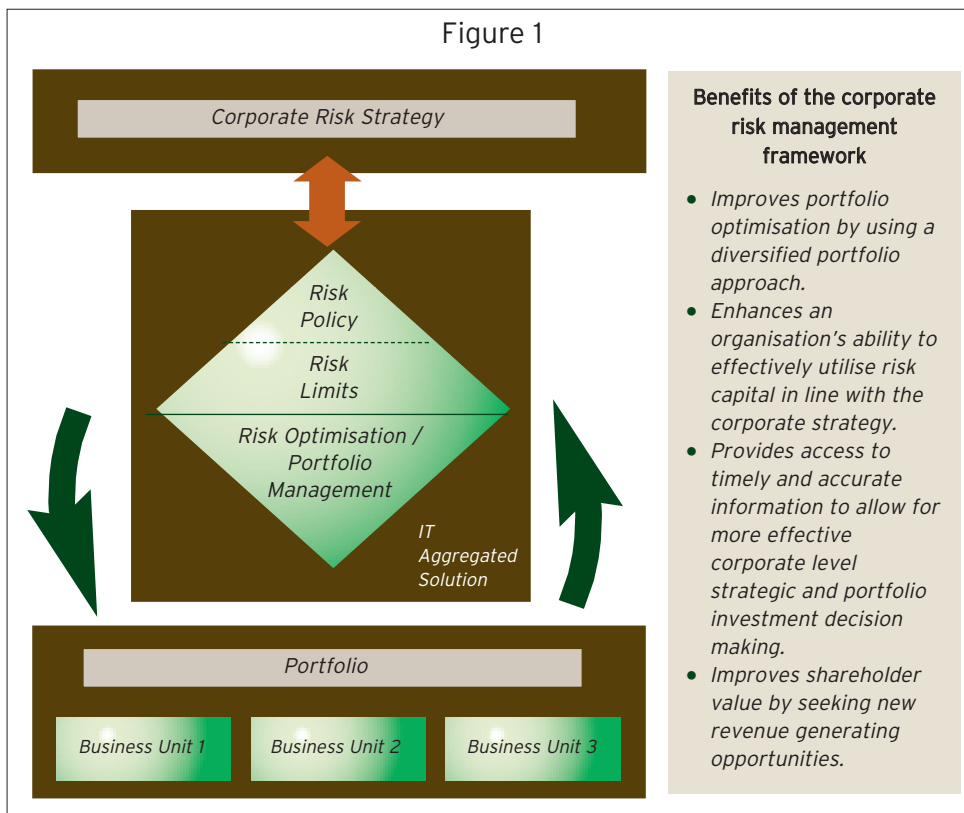 Figure 1
Corporate Risk Strategy
Risk
Policy
Risk
Limits
Risk Optimisation /
Portfolio
Management
IT
Aggregated
Solution
Portfolio
Business Unit 1
Business Unit 2
Business Unit 3
Benefits of the corporate
risk management
framework
• Improves portfolio
optimisation by using a
diversified portfolio
approach.
• Enhances an
organisation's ability to
effectively utilise risk
capital in line with the
corporate strategy.
• Provides access to
timely and accurate
information to allow for
more effective
corporate level
strategic and portfolio
investment decision
making.
• Improves shareholder
value by seeking new
revenue generating
opportunities.